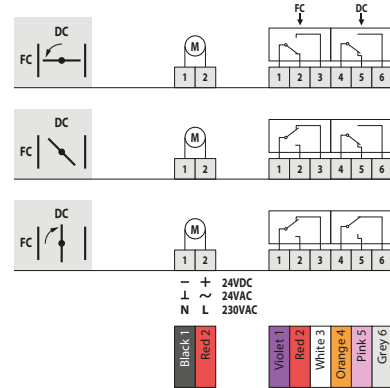 FC DC
DC
FC
M
1 2 1 2 3 4 5 6
DC
FC
M
1 2 1 2 3 4 5 6
DC
FC
M
1 2 1 2 3 4 5 6
− + 24VDC
⊥ ~ 24VAC
N L 230VAC
Black 1 Red 2 Violet 1 Red 2 White 3 Orange 4 Pink 5 Grey 6